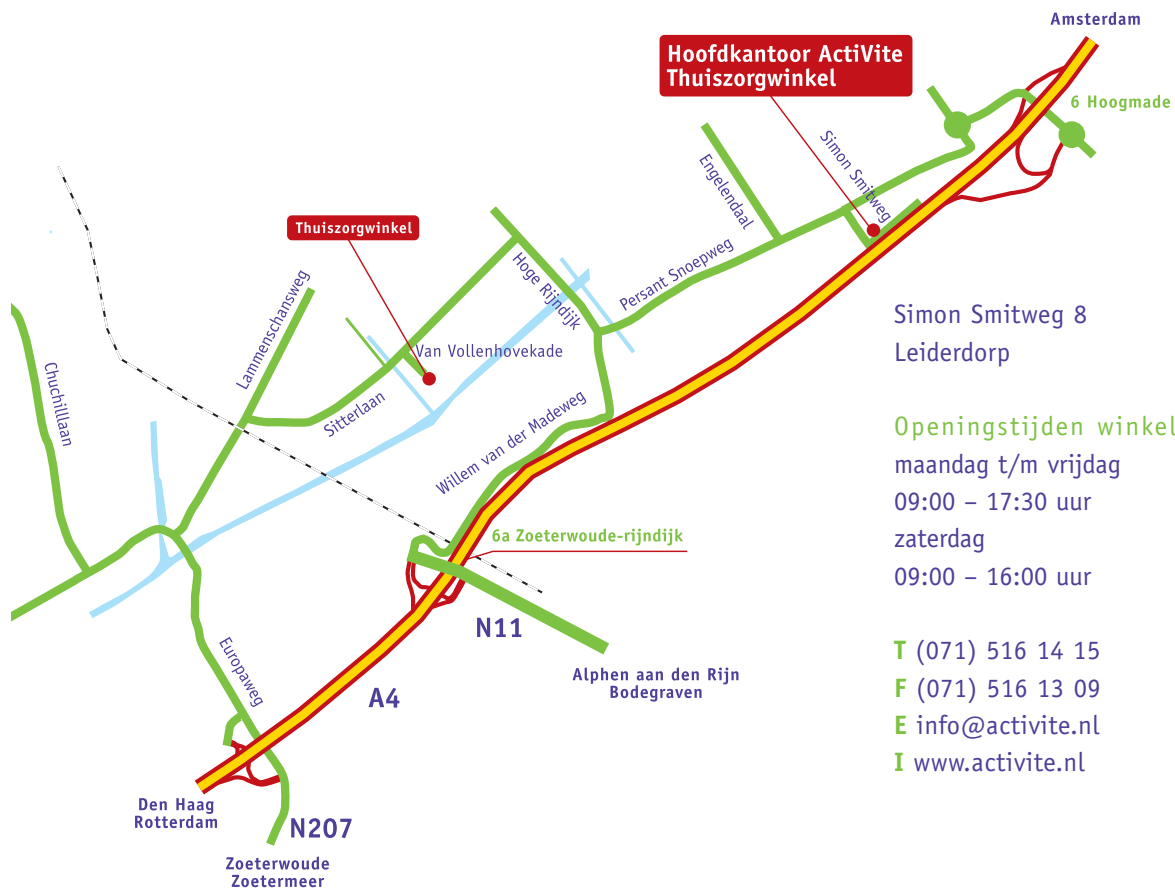 Amsterdam
Hoofdkantoor ActiVite
Thuiszorgwinkel
6 Hoogmade
Simon Smitweg
Engelendaal
Thuiszorgwinkel
Hoge Rijndijk
Persant Snoepweg
Lammenschansweg
Van Vollenhovekade
Chuchilllaan
Sitterlaan
Willem van der Madeweg
6a Zoeterwoude-rijndijk
N11
Europaweg
Alphen aan den Rijn
Bodegraven
A4
Den Haag
Rotterdam
N207
Zoeterwoude
Zoetermeer
Simon Smitweg 8
Leiderdorp
Openingstijden winkel
maandag t/m vrijdag
09:00 – 17:30 uur
zaterdag
09:00 – 16:00 uur
T (071) 516 14 15
F (071) 516 13 09
E info@activite.nl
I www.activite.nl